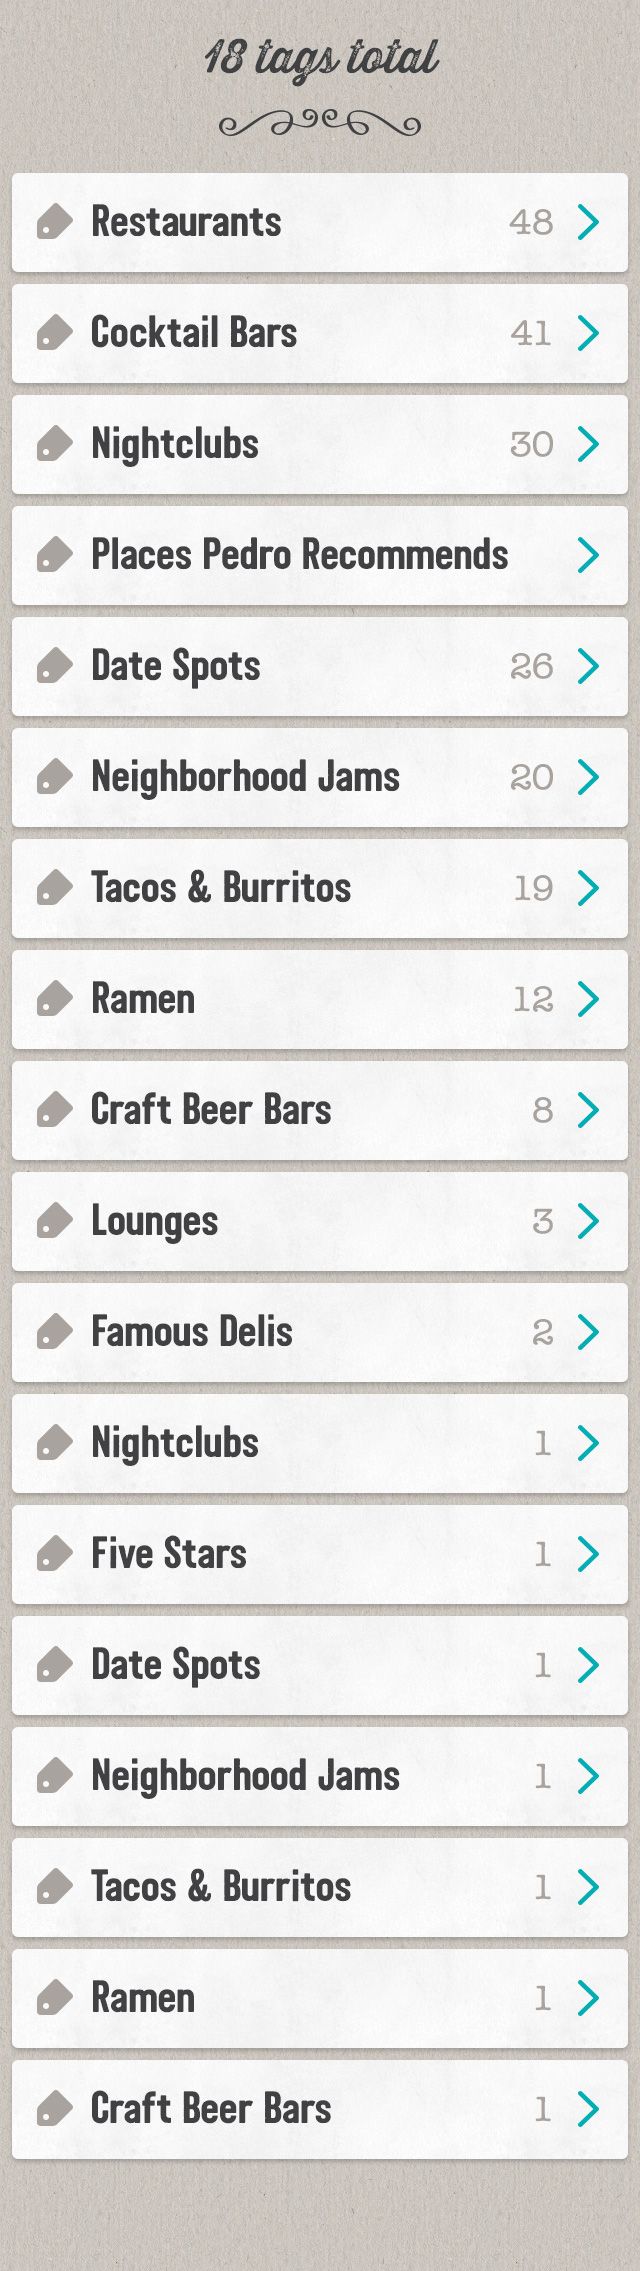 18 tags total
Restaurants 48
Cocktail Bars 41
Nightclubs 30
Places Pedro Recommends
Date Spots 26
Neighborhood Jams 20
Tacos & Burritos 19
Ramen 12
Craft Beer Bars 8
Lounges 3
Famous Delis 2
Nightclubs 1
Five Stars 1
Date Spots 1
Neighborhood Jams 1
Tacos & Burritos 1
Ramen 1
Craft Beer Bars 1